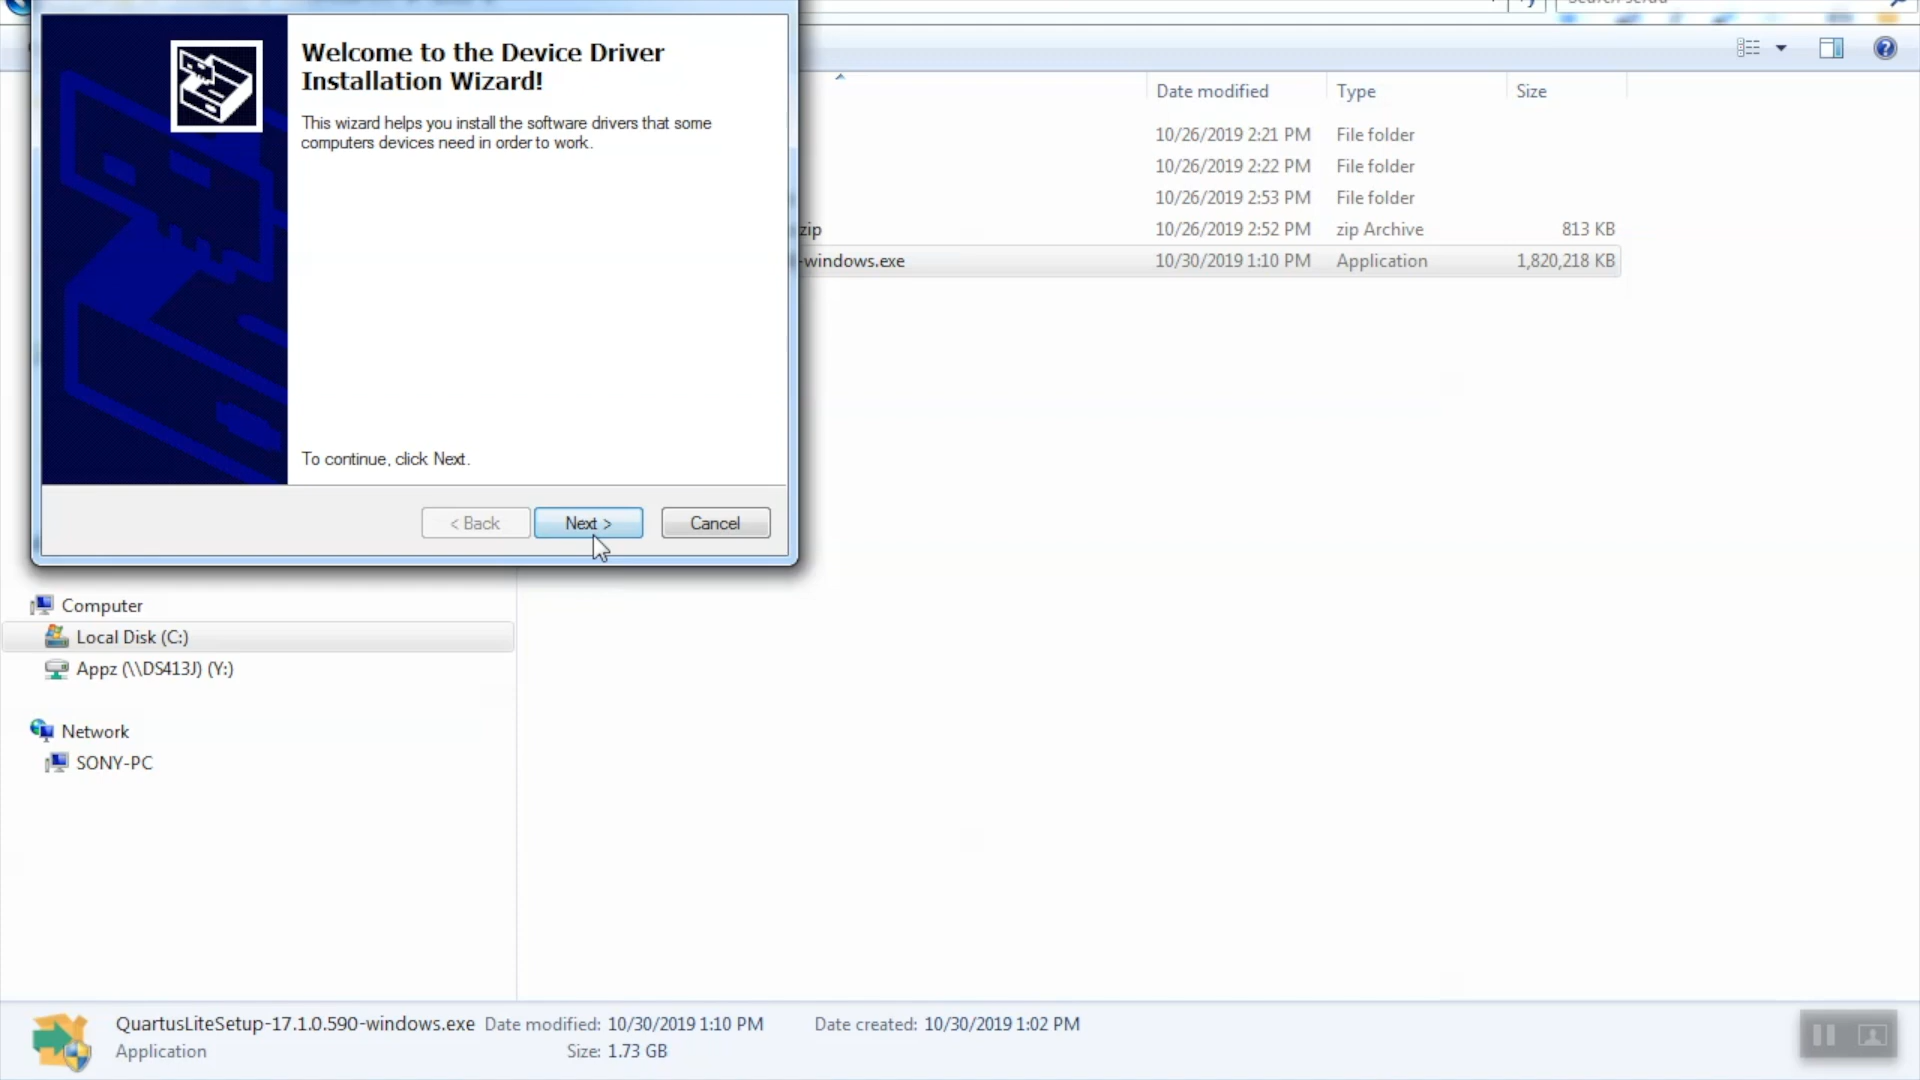 Welcome to the Device Driver
Installation Wizard!
This wizard helps you install the software drivers that some
computers devices need in order to work.
To continue, click Next.
< Back
Next >
Cancel
Date modified
Type
Size
10/26/2019 2:21 PM
File folder
10/26/2019 2:22 PM
File folder
10/26/2019 2:53 PM
File folder
zip
10/26/2019 2:52 PM
zip Archive
813 KB
-windows.exe
10/30/2019 1:10 PM
Application
1,820,218 KB
Computer
Local Disk (C:)
Appz (\\DS413J) (Y:)
Network
SONY-PC
QuartusLiteSetup-17.1.0.590-windows.exe
Date modified: 10/30/2019 1:10 PM
Date created: 10/30/2019 1:02 PM
Application
Size: 1.73 GB